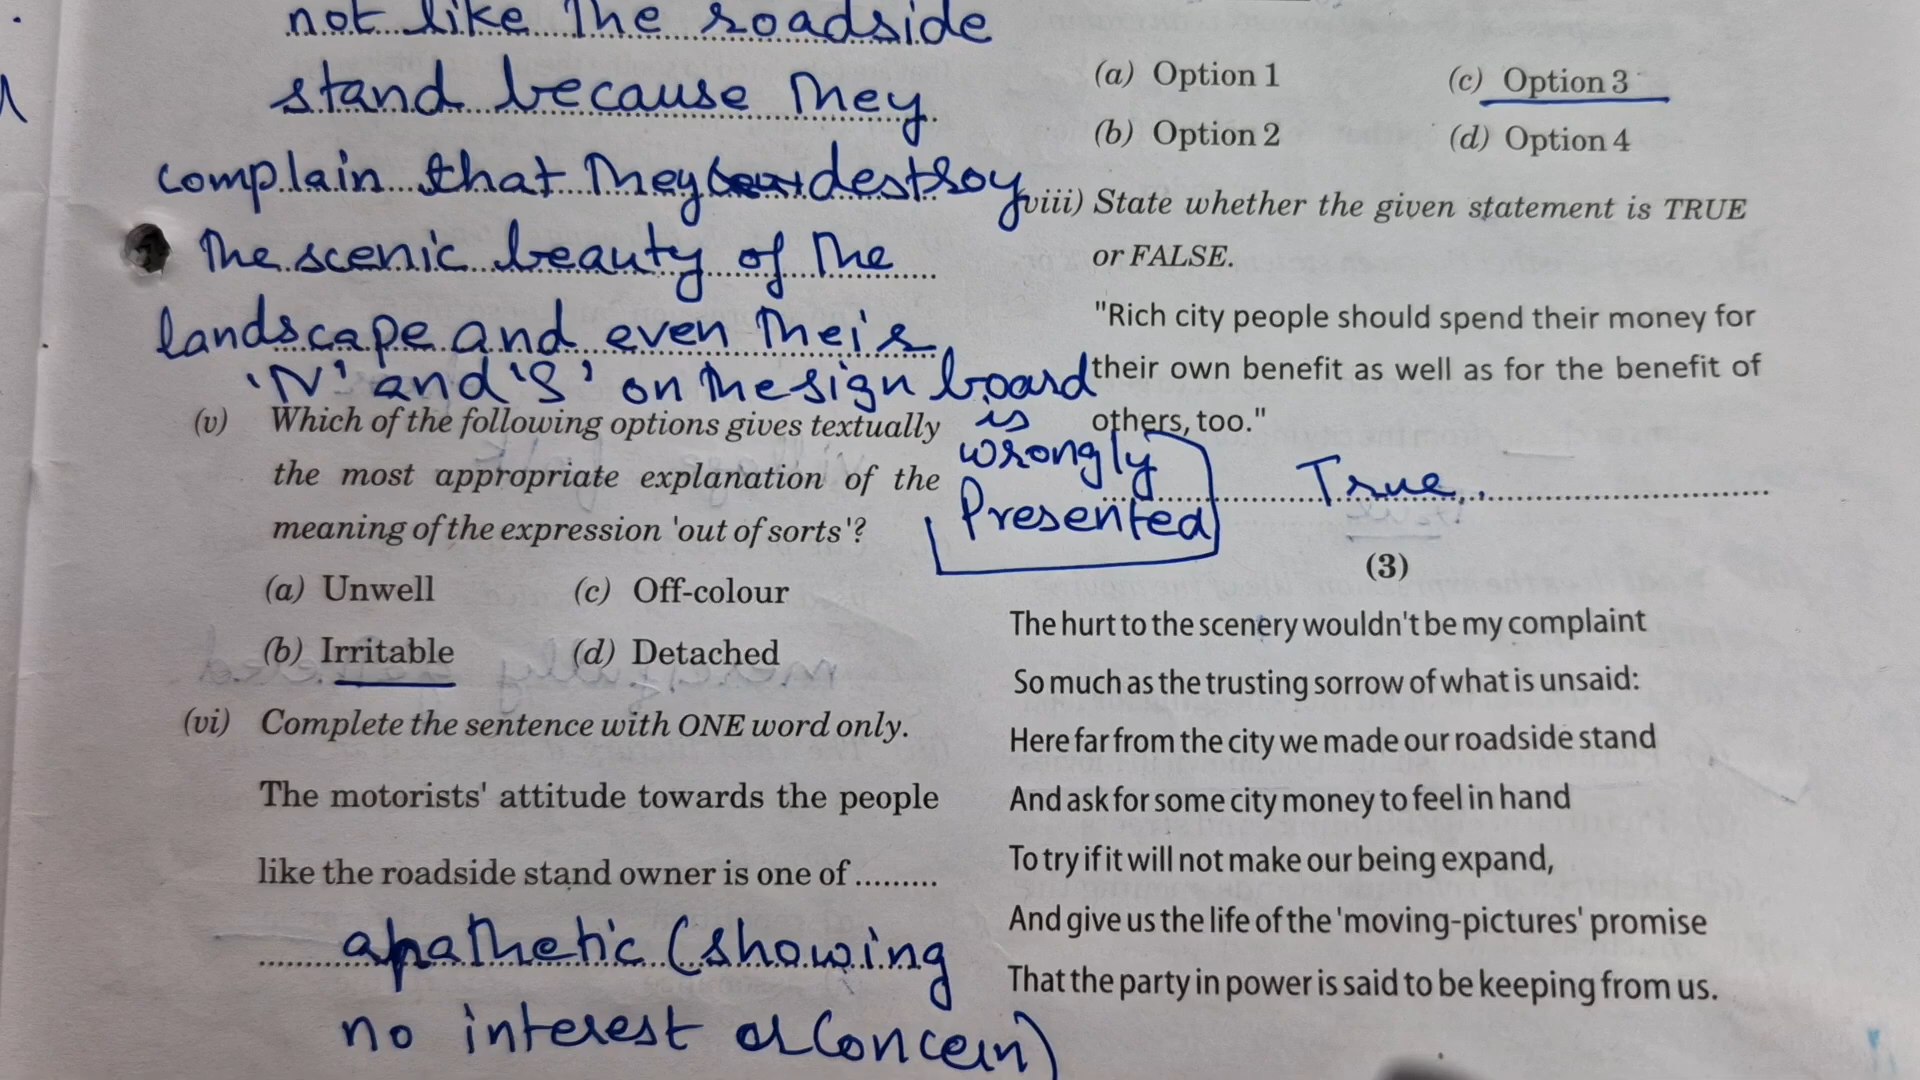 not like the roadside
stand because they
complain that they destroy
the scenic beauty of the
landscape and even their
'N' and 'S' on the sign board
is
wrongly
Presented
(v) Which of the following options gives textually
the most appropriate explanation of the
meaning of the expression 'out of sorts'?
(a) Unwell (c) Off-colour
(b) Irritable (d) Detached
(vi) Complete the sentence with ONE word only.
The motorists' attitude towards the people
like the roadside stand owner is one of .........
apathetic (showing
no interest or concern)
(a) Option 1 (c) Option 3
(b) Option 2 (d) Option 4
viii) State whether the given statement is TRUE
or FALSE.
"Rich city people should spend their money for
their own benefit as well as for the benefit of
others, too."
True
(3)
The hurt to the scenery wouldn't be my complaint
So much as the trusting sorrow of what is unsaid:
Here far from the city we made our roadside stand
And ask for some city money to feel in hand
To try if it will not make our being expand,
And give us the life of the 'moving-pictures' promise
That the party in power is said to be keeping from us.